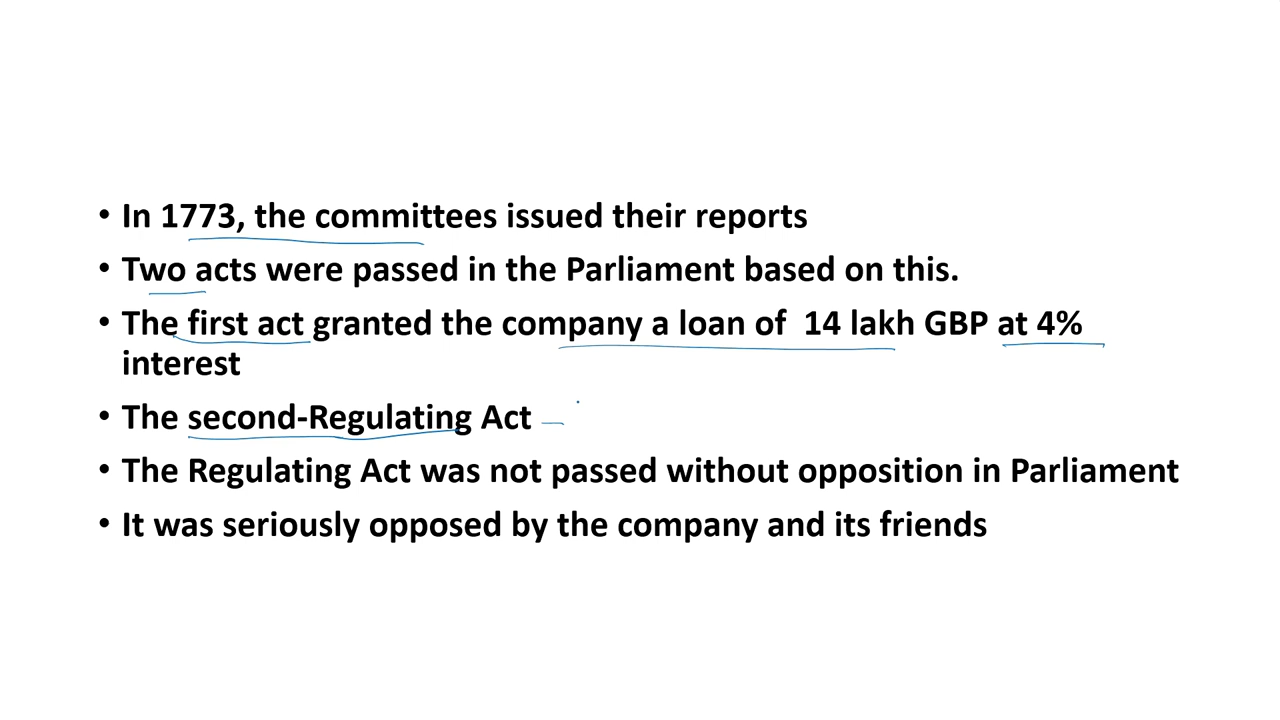 • In 1773, the committees issued their reports
• Two acts were passed in the Parliament based on this.
• The first act granted the company a loan of  14 lakh GBP at 4%
interest
• The second-Regulating Act
• The Regulating Act was not passed without opposition in Parliament
• It was seriously opposed by the company and its friends